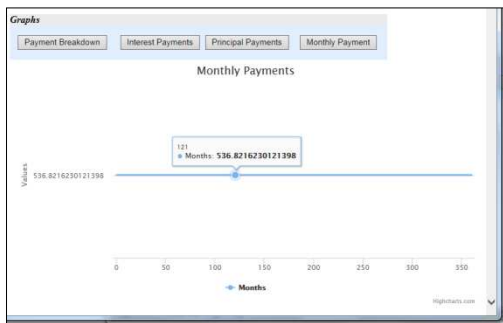 Graphs
Payment Breakdown Interest Payments Principal Payments Monthly Payment
Monthly Payments
121
Months: 536.8216230121398
Values
536.8216230121398
0 50 100 150 200 250 300 350
Months
Highcharts.com